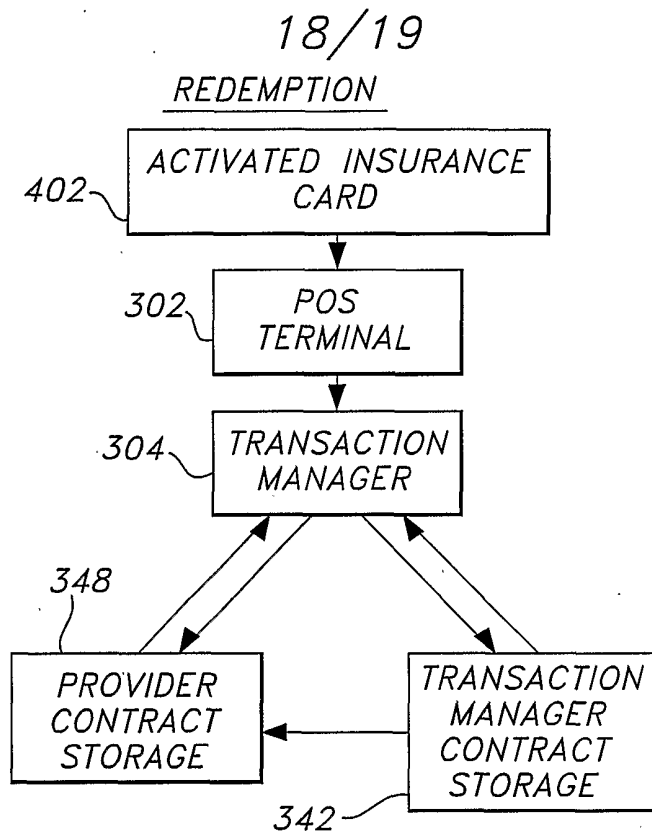 18/19
REDEMPTION
ACTIVATED INSURANCE
CARD
402
POS
TERMINAL
302
TRANSACTION
MANAGER
304
348
PROVIDER
CONTRACT
STORAGE
TRANSACTION
MANAGER
CONTRACT
STORAGE
342